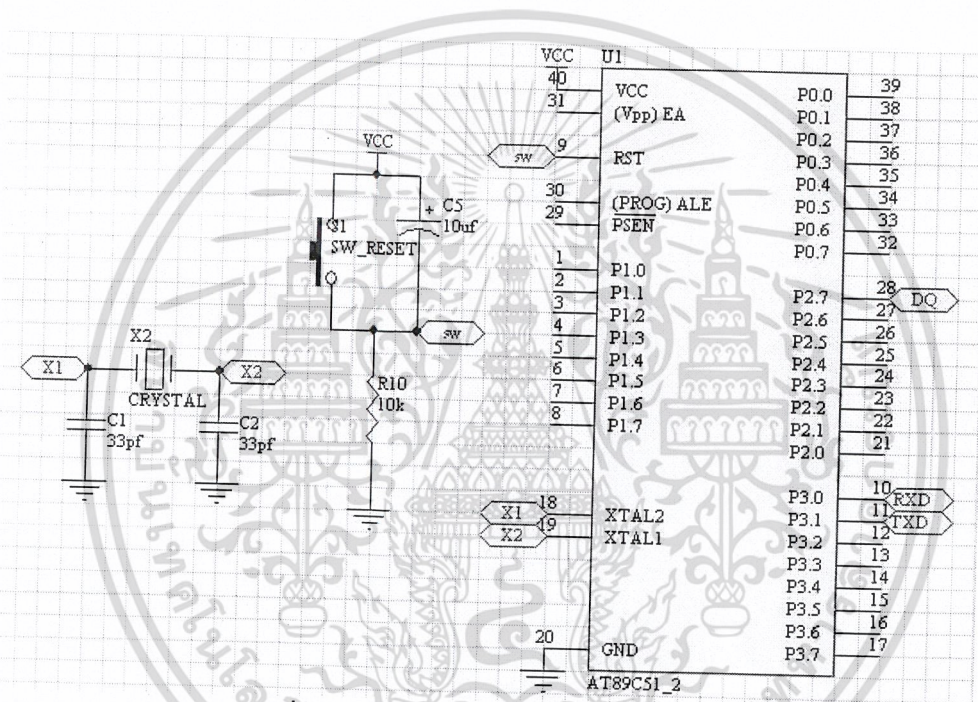 VCC
U1
40
VCC
31
(Vpp) EA
sw
9
RST
30
(PROG) ALE
29
PSEN
1
P1.0
2
P1.1
3
P1.2
4
P1.3
5
P1.4
6
P1.5
7
P1.6
8
P1.7
X1
18
XTAL2
X2
19
XTAL1
20
GND
AT89C51_2
P0.0
39
P0.1
38
P0.2
37
P0.3
36
P0.4
35
P0.5
34
P0.6
33
P0.7
32
P2.7
28
DQ
P2.6
27
P2.5
26
P2.4
25
P2.3
24
P2.2
23
P2.1
22
P2.0
21
P3.0
10
RXD
P3.1
11
TXD
P3.2
12
P3.3
13
P3.4
14
P3.5
15
P3.6
16
P3.7
17
VCC
S1
SW_RESET
C5
+
10uf
sw
R10
10k
X2
X1
X2
CRYSTAL
C1
33pf
C2
33pf